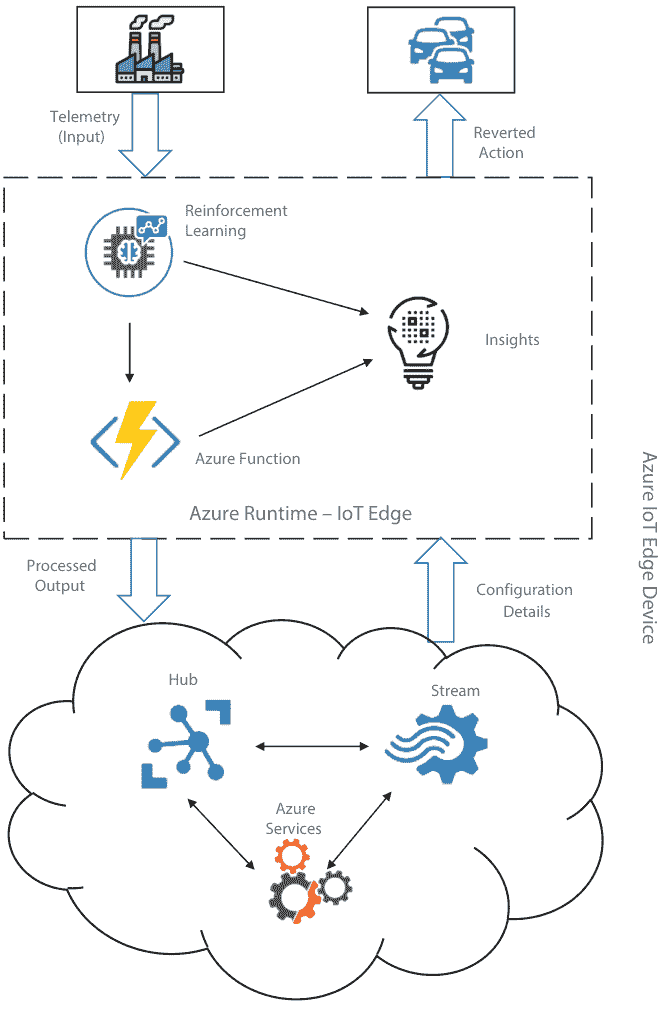 Telemetry
(Input)
Reverted
Action
Reinforcement
Learning
Insights
Azure Function
Azure Runtime – IoT Edge
Azure IoT Edge Device
Processed
Output
Configuration
Details
Hub
Stream
Azure
Services